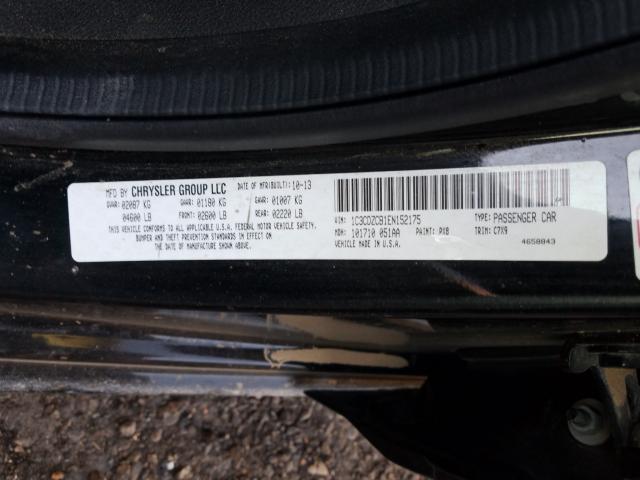 MFD BY CHRYSLER GROUP LLC DATE OF MFR(BUILT): 10-13
GVWR: 02087 KG GAWR: 01180 KG GAWR: 01007 KG
04600 LB FRONT: 02600 LB REAR: 02220 LB
THIS VEHICLE CONFORMS TO ALL APPLICABLE U.S.A. FEDERAL MOTOR VEHICLE SAFETY,
BUMPER AND THEFT PREVENTION STANDARDS IN EFFECT ON
THE DATE OF MANUFACTURE SHOWN ABOVE.
VIN: 1C3CDZCB1EN152175 TYPE: PASSENGER CAR
MDH: 101710 051AA PAINT: PX8 TRIM: C7X9
VEHICLE MADE IN U.S.A. 4658843